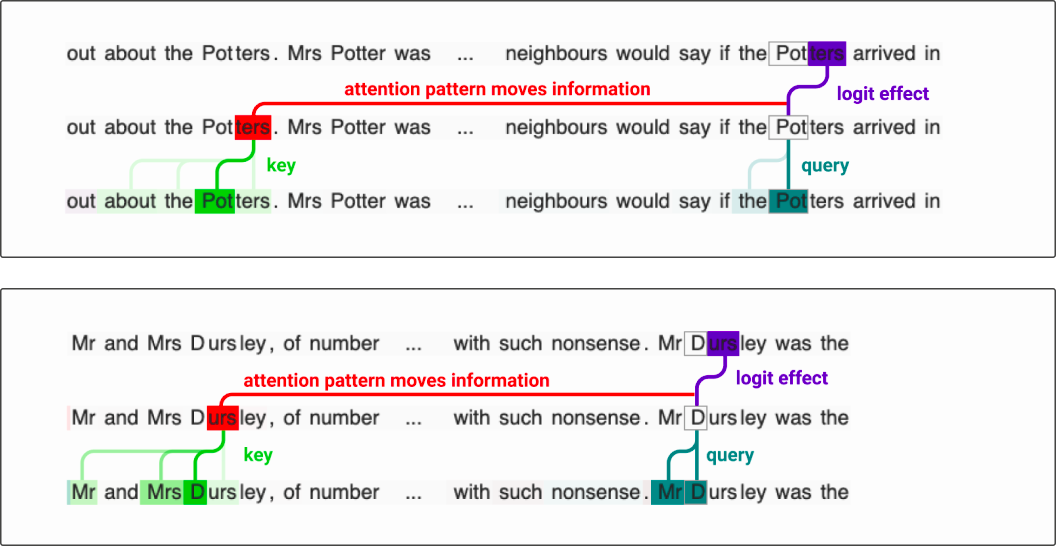 out about the Potters. Mrs Potter was ... neighbours would say if the Potters arrived in
attention pattern moves information
logit effect
out about the Potters. Mrs Potter was ... neighbours would say if the Potters arrived in
key
query
out about the Potters. Mrs Potter was ... neighbours would say if the Potters arrived in
Mr and Mrs Dursley, of number ... with such nonsense. Mr Dursley was the
attention pattern moves information
logit effect
Mr and Mrs Dursley, of number ... with such nonsense. Mr Dursley was the
key
query
Mr and Mrs Dursley, of number ... with such nonsense. Mr Dursley was the